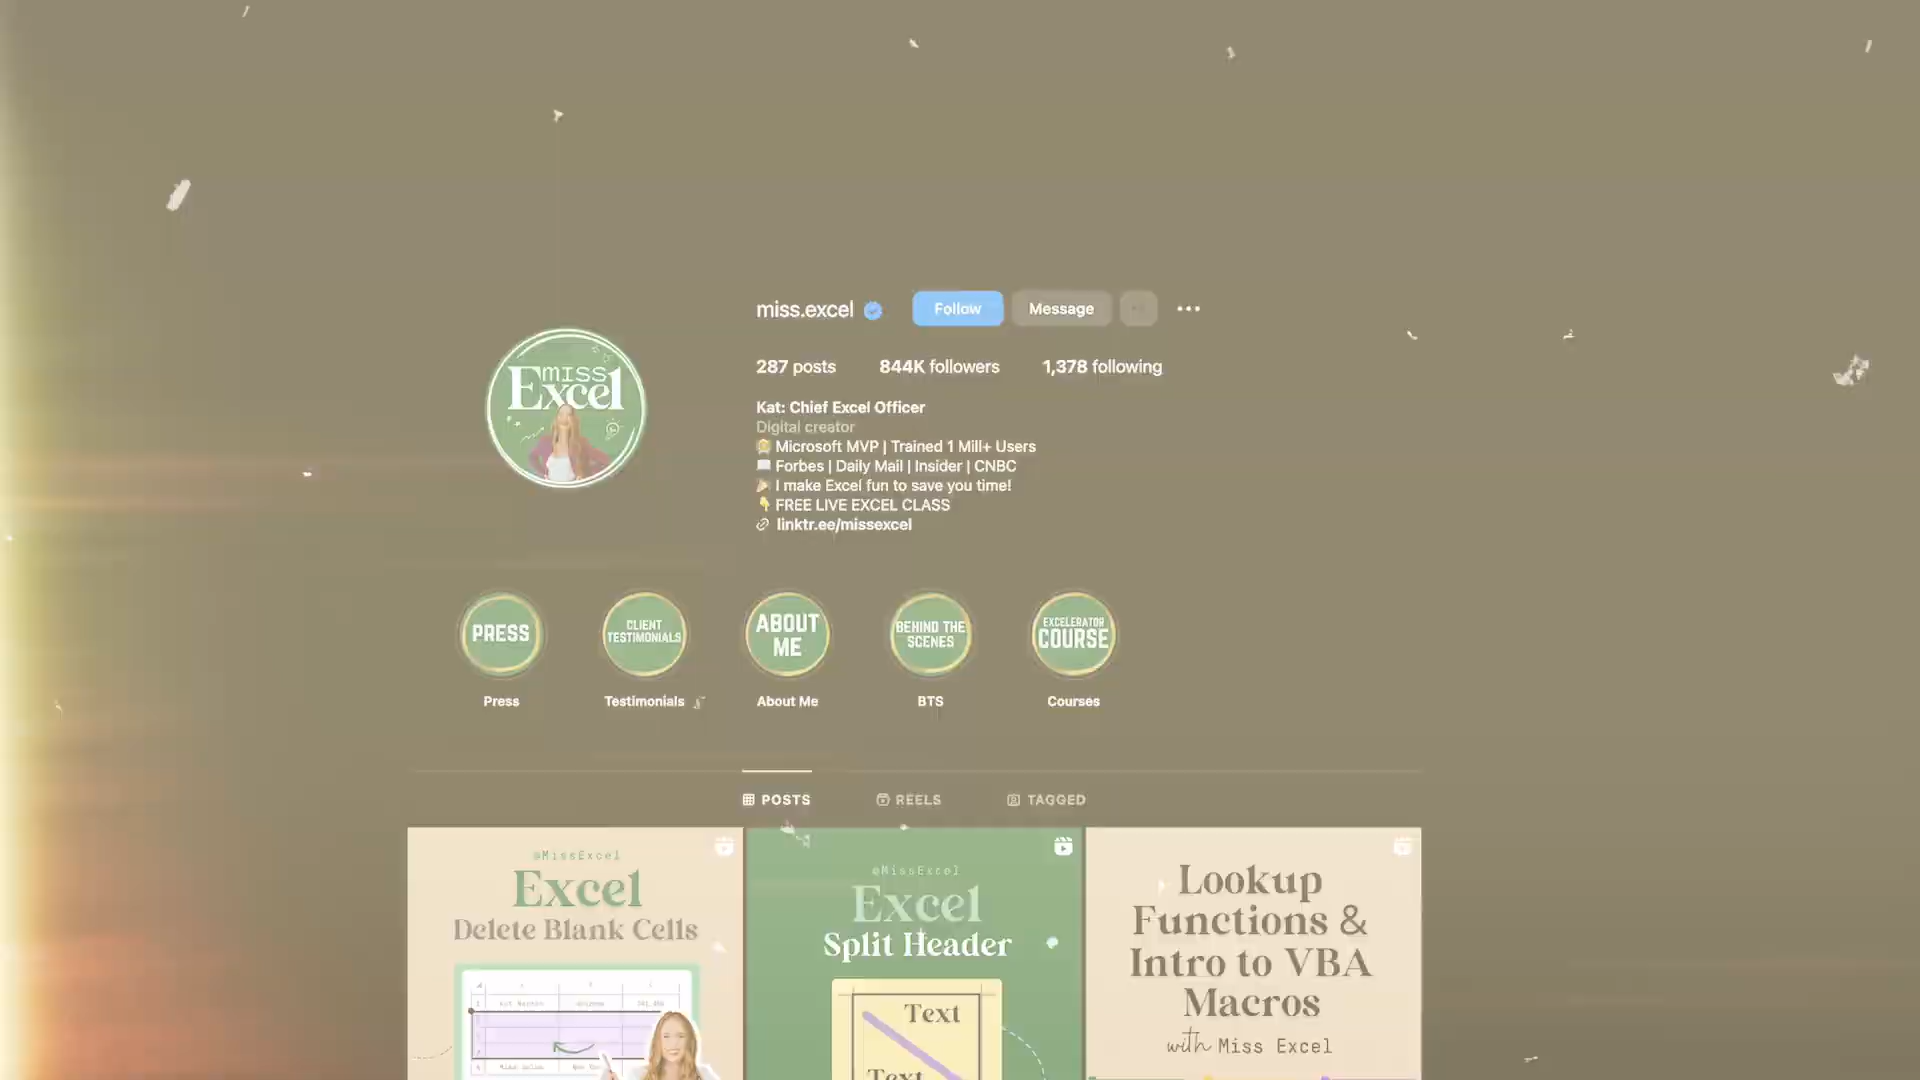 miss.excel
Follow
Message
287 posts
844K followers
1,378 following
Kat: Chief Excel Officer
Digital creator
Microsoft MVP | Trained 1 Mill+ Users
Forbes | Daily Mail | Insider | CNBC
I make Excel fun to save you time!
FREE LIVE EXCEL CLASS
linktr.ee/missexcel
MISS
Excel
PRESS
CLIENT
TESTIMONIALS
ABOUT
ME
BEHIND THE
SCENES
EXCELERATOR
COURSE
Press
Testimonials
About Me
BTS
Courses
POSTS
REELS
TAGGED
@MissExcel
Excel
Delete Blank Cells
@MissExcel
Excel
Split Header
Text
Text
Lookup
Functions &
Intro to VBA
Macros
with Miss Excel